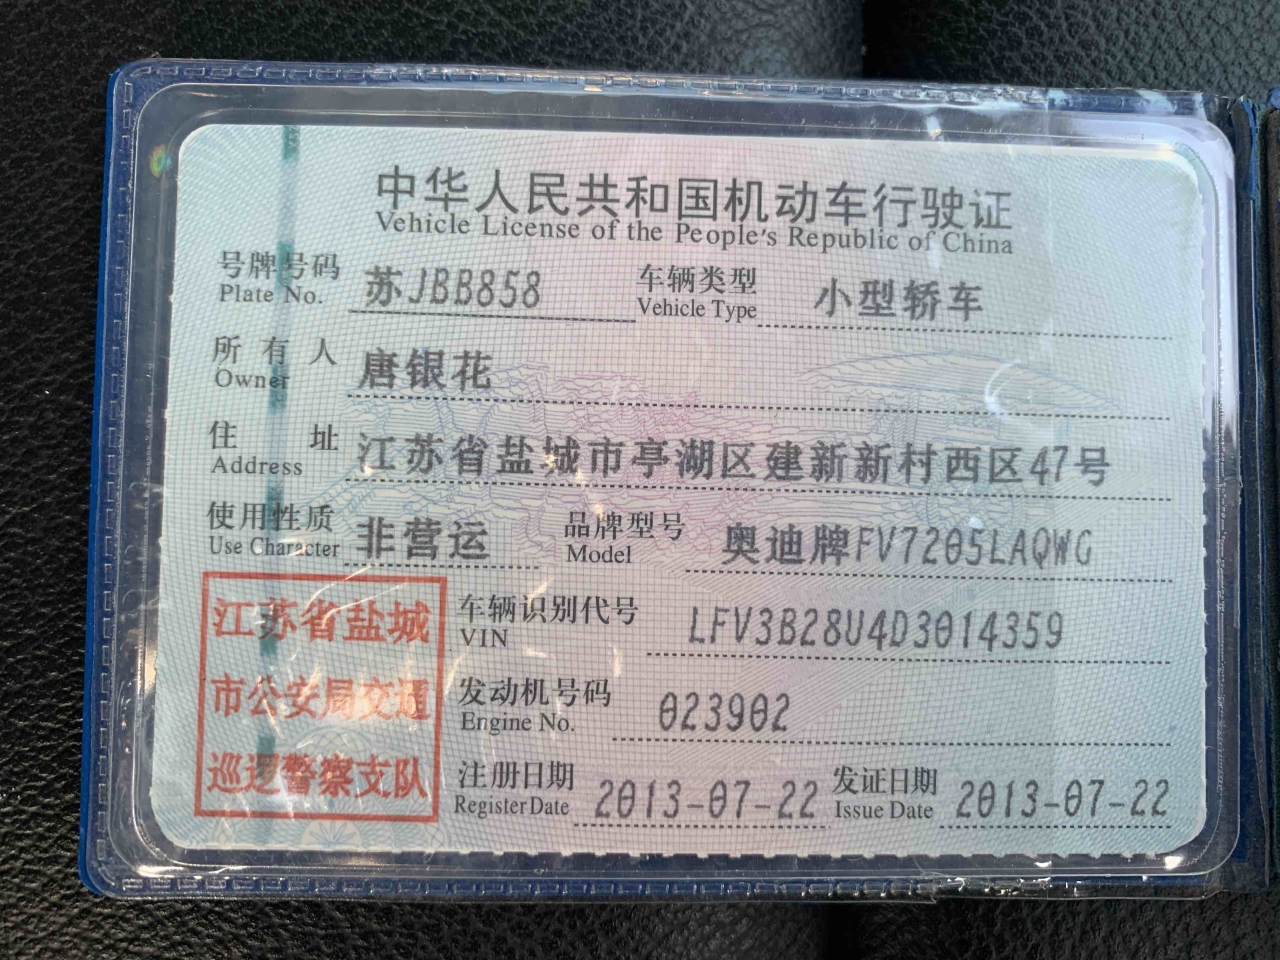 中华人民共和国机动车行驶证
Vehicle License of the People's Republic of China
号牌号码 苏JBB858 车辆类型 小型轿车
Plate No. Vehicle Type
所有人 唐银花
Owner
住址 江苏省盐城市亭湖区建新新村西区47号
Address
使用性质 非营运 品牌型号 奥迪牌FV7205LAQWG
Use Character Model
江苏省盐城
市公安局交通
巡逻警察支队
车辆识别代号 LFV3B28U4D3014359
VIN
发动机号码 023902
Engine No.
注册日期 2013-07-22 发证日期 2013-07-22
Register Date Issue Date